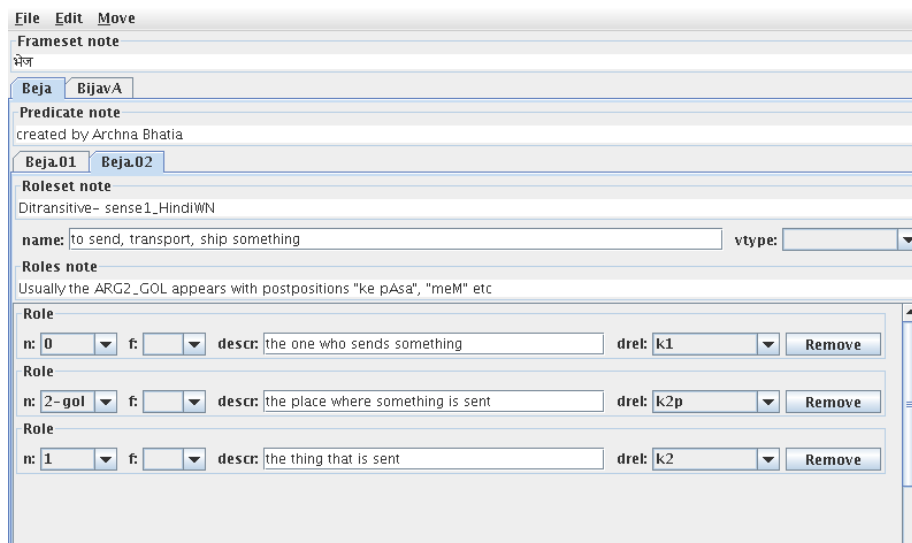 File Edit Move
Frameset note
भेज
Beja BijavA
Predicate note
created by Archna Bhatia
Beja.01 Beja.02
Roleset note
Ditransitive- sense1_HindiWN
name: to send, transport, ship something vtype:
Roles note
Usually the ARG2_GOL appears with postpositions "ke pAsa", "meM" etc
Role
n: 0 f: descr: the one who sends something drel: k1 Remove
Role
n: 2-gol f: descr: the place where something is sent drel: k2p Remove
Role
n: 1 f: descr: the thing that is sent drel: k2 Remove